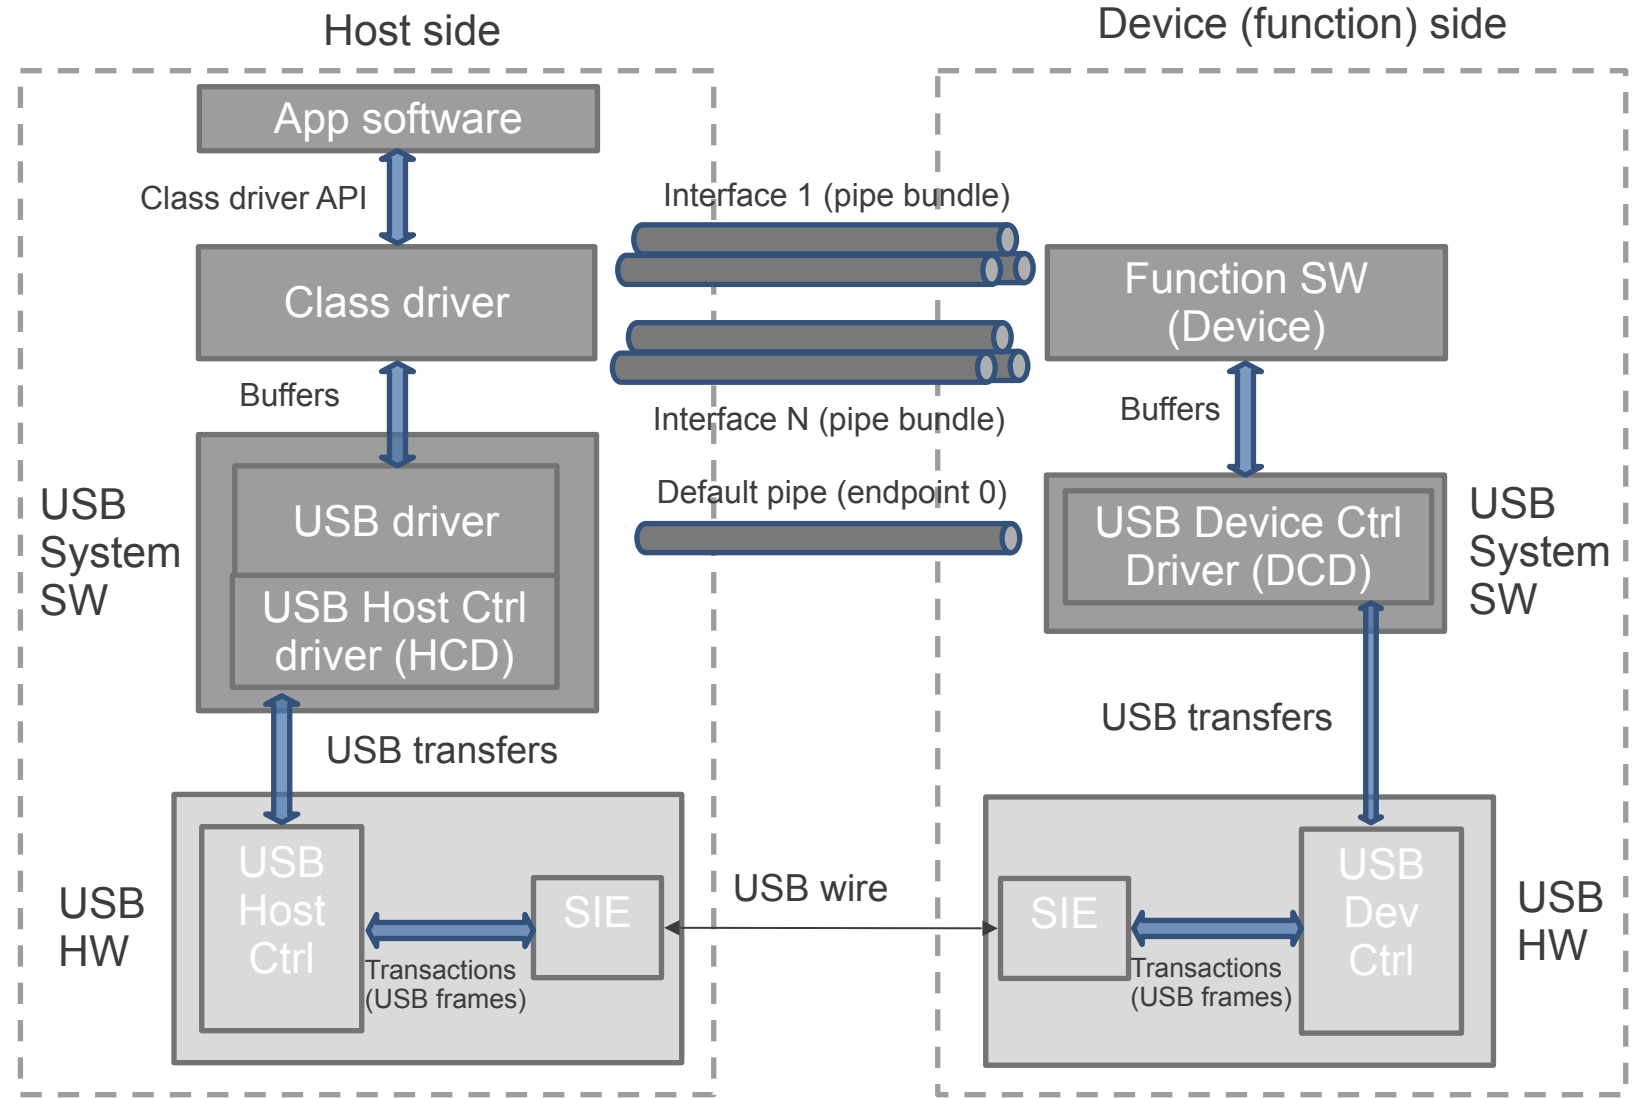 Host side
Device (function) side
App software
Class driver API
Interface 1 (pipe bundle)
Class driver
Function SW
(Device)
Buffers
Interface N (pipe bundle)
Buffers
USB
System
SW
USB driver
USB Host Ctrl
driver (HCD)
Default pipe (endpoint 0)
USB Device Ctrl
Driver (DCD)
USB
System
SW
USB transfers
USB transfers
USB
HW
USB
Host
Ctrl
SIE
Transactions
(USB frames)
USB wire
SIE
Transactions
(USB frames)
USB
Dev
Ctrl
USB
HW